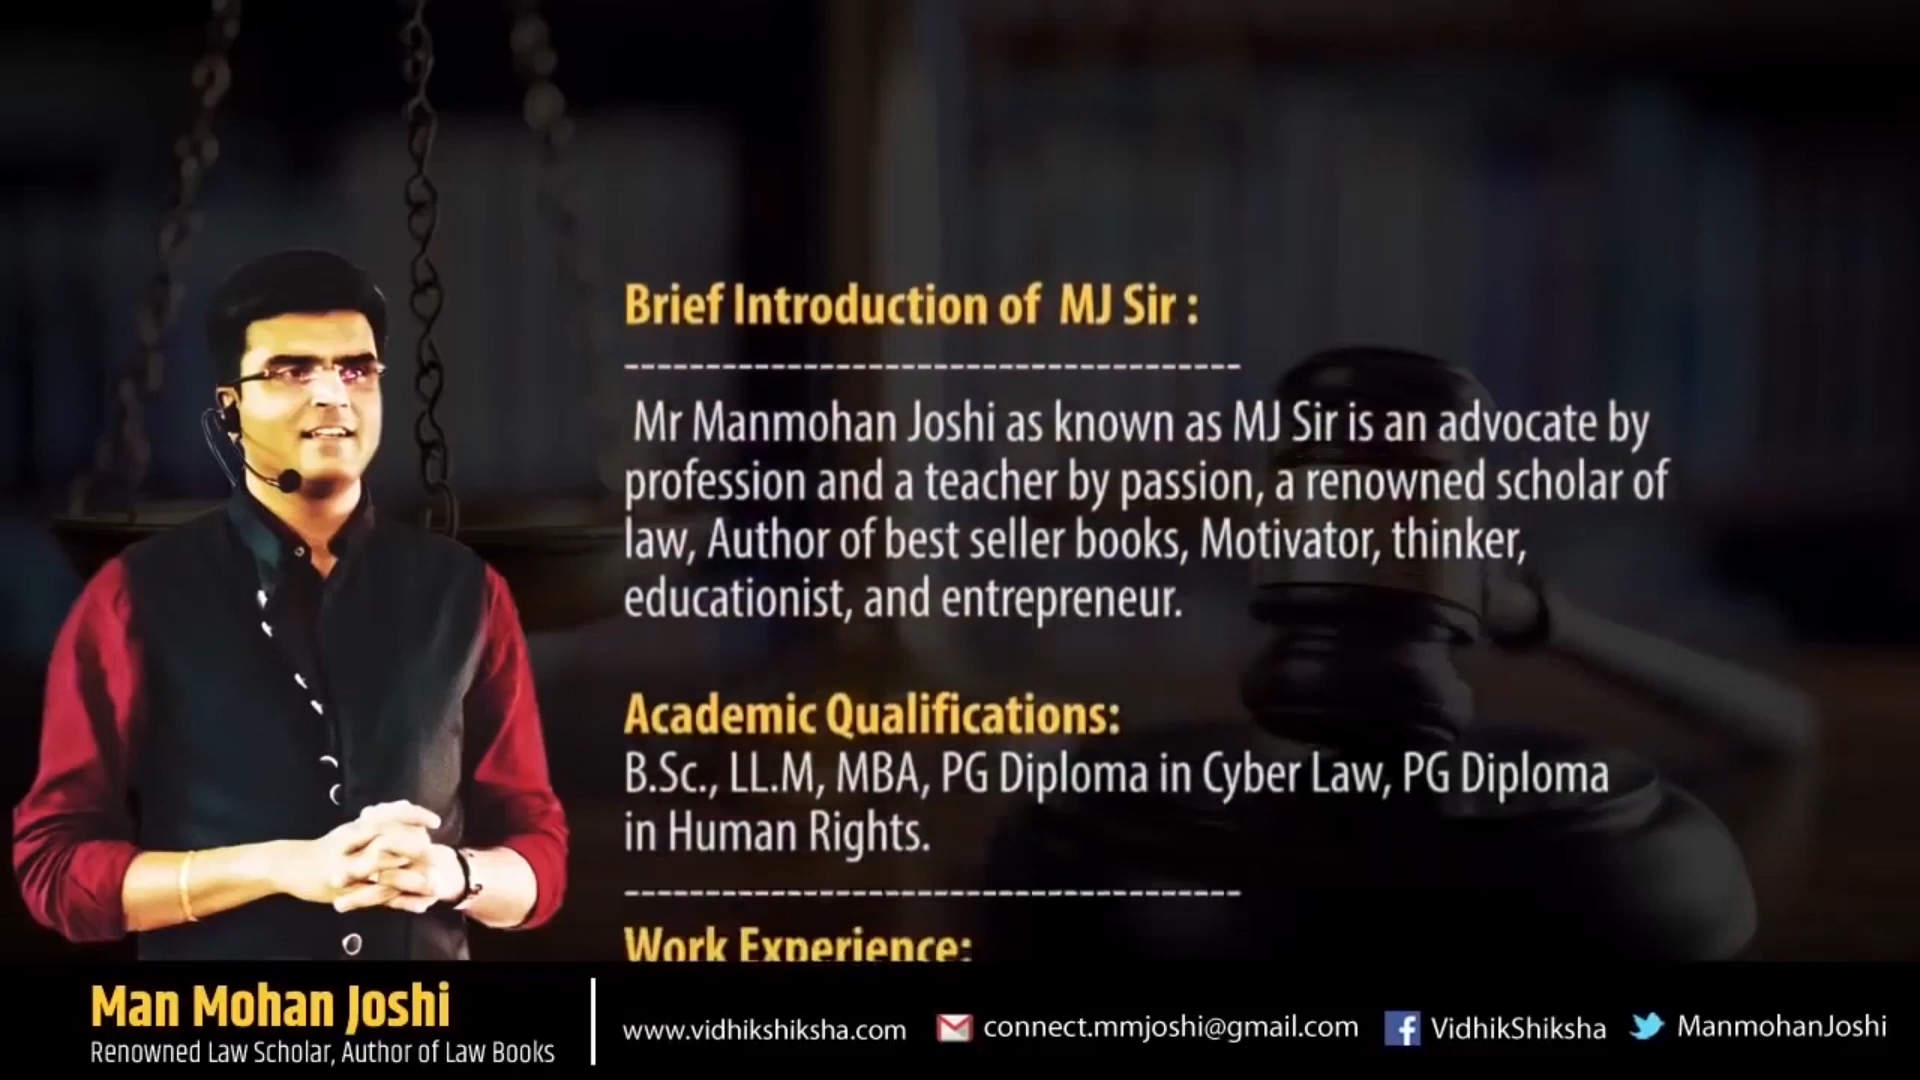 Brief Introduction of MJ Sir :
--------------------------------------
Mr Manmohan Joshi as known as MJ Sir is an advocate by
profession and a teacher by passion, a renowned scholar of
law, Author of best seller books, Motivator, thinker,
educationist, and entrepreneur.
Academic Qualifications:
B.Sc., LL.M, MBA, PG Diploma in Cyber Law, PG Diploma
in Human Rights.
--------------------------------------
Work Experience:
Man Mohan Joshi
Renowned Law Scholar, Author of Law Books
www.vidhikshiksha.com connect.mmjoshi@gmail.com VidhikShiksha ManmohanJoshi